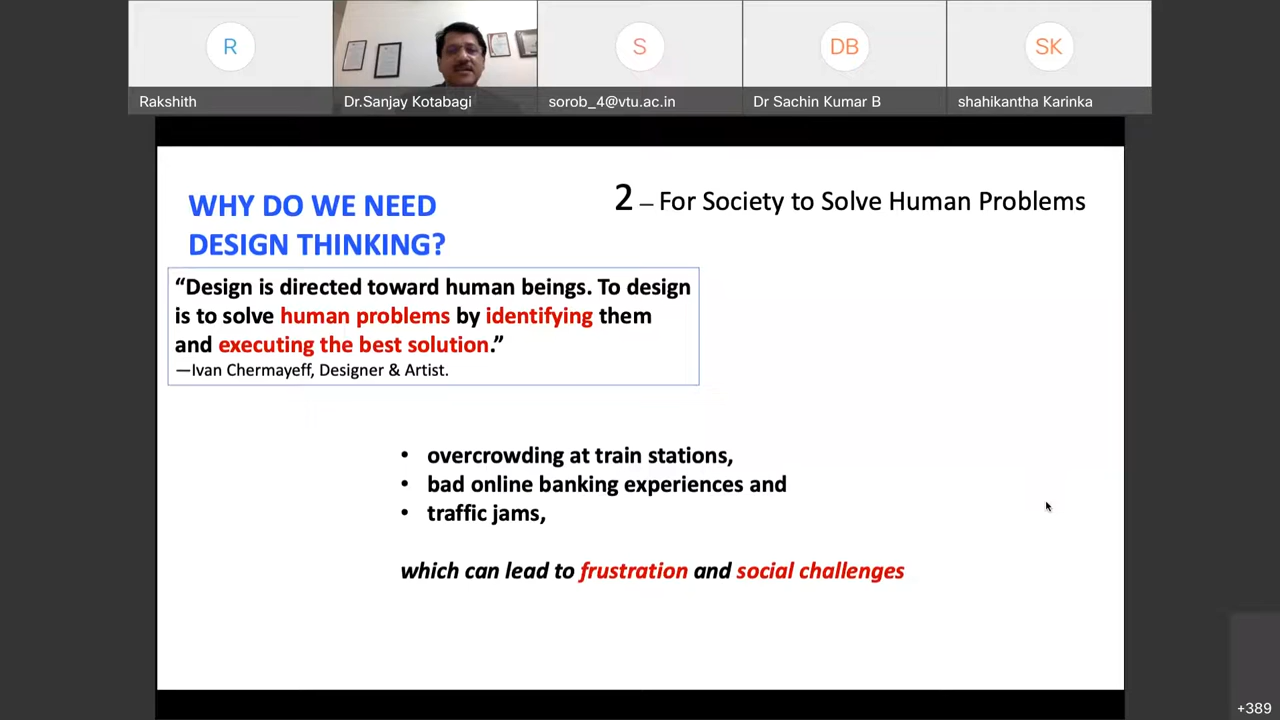 R
S
DB
SK
Rakshith
Dr.Sanjay Kotabagi
sorob_4@vtu.ac.in
Dr Sachin Kumar B
shahikantha Karinka
WHY DO WE NEED
DESIGN THINKING?
2 – For Society to Solve Human Problems
“Design is directed toward human beings. To design
is to solve human problems by identifying them
and executing the best solution.”
—Ivan Chermayeff, Designer & Artist.
• overcrowding at train stations,
• bad online banking experiences and
• traffic jams,
which can lead to frustration and social challenges
+389